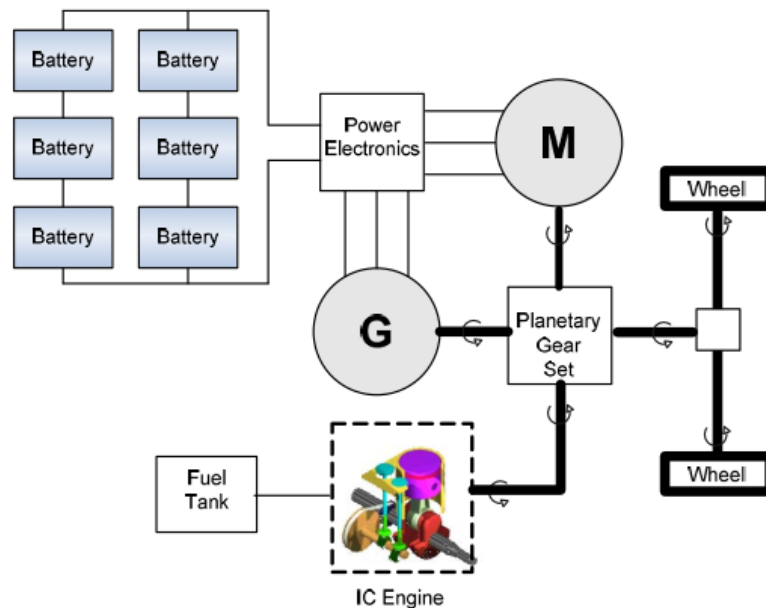 Battery
Battery
Battery
Battery
Battery
Battery
Power
Electronics
M
Wheel
G
Planetary
Gear
Set
Fuel
Tank
Wheel
IC Engine